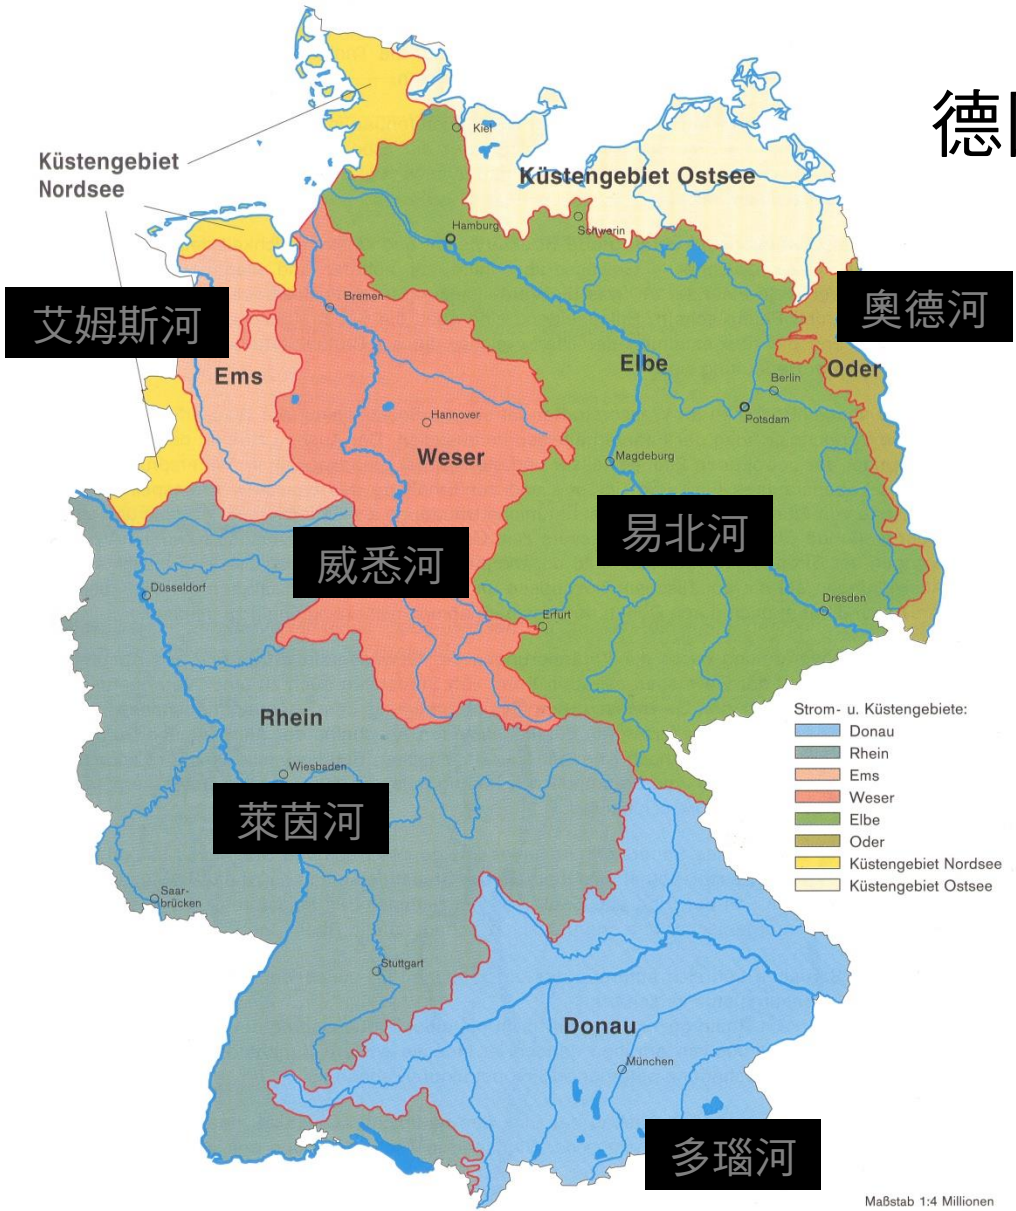 德
Kiel
Küstengebiet
Nordsee
Küstengebiet Ostsee
Hamburg
Schwerin
艾姆斯河
Bremen
奧德河
Ems
Elbe
Oder
Berlin
Potsdam
Hannover
Weser
Magdeburg
易北河
威悉河
Düsseldorf
Dresden
Erfurt
Rhein
Wiesbaden
萊茵河
Strom- u. Küstengebiete:
Donau
Rhein
Ems
Weser
Elbe
Oder
Küstengebiet Nordsee
Küstengebiet Ostsee
Saar-
brücken
Stuttgart
Donau
München
多瑙河
Maßstab 1:4 Millionen